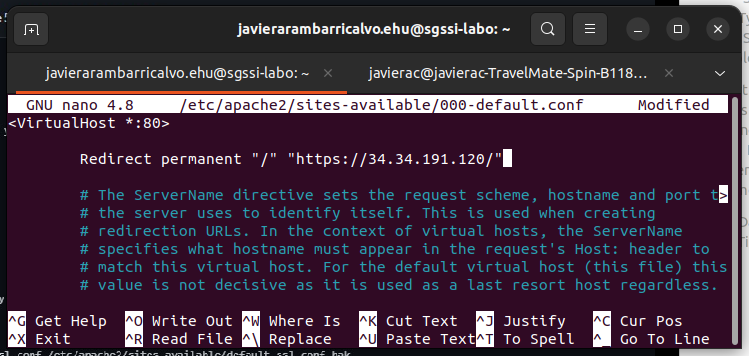 javierarambarricalvo.ehu@sgssi-labo: ~
javierarambarricalvo.ehu@sgssi-labo: ~ × javierac@javierac-TravelMate-Spin-B118... ×
GNU nano 4.8 /etc/apache2/sites-available/000-default.conf Modified
<VirtualHost *:80>
Redirect permanent "/" "https://34.34.191.120/"
# The ServerName directive sets the request scheme, hostname and port t>
# the server uses to identify itself. This is used when creating
# redirection URLs. In the context of virtual hosts, the ServerName
# specifies what hostname must appear in the request's Host: header to
# match this virtual host. For the default virtual host (this file) this
# value is not decisive as it is used as a last resort host regardless.
^G Get Help ^O Write Out ^W Where Is ^K Cut Text ^J Justify ^C Cur Pos
^X Exit ^R Read File ^\ Replace ^U Paste Text ^T To Spell ^_ Go To Line